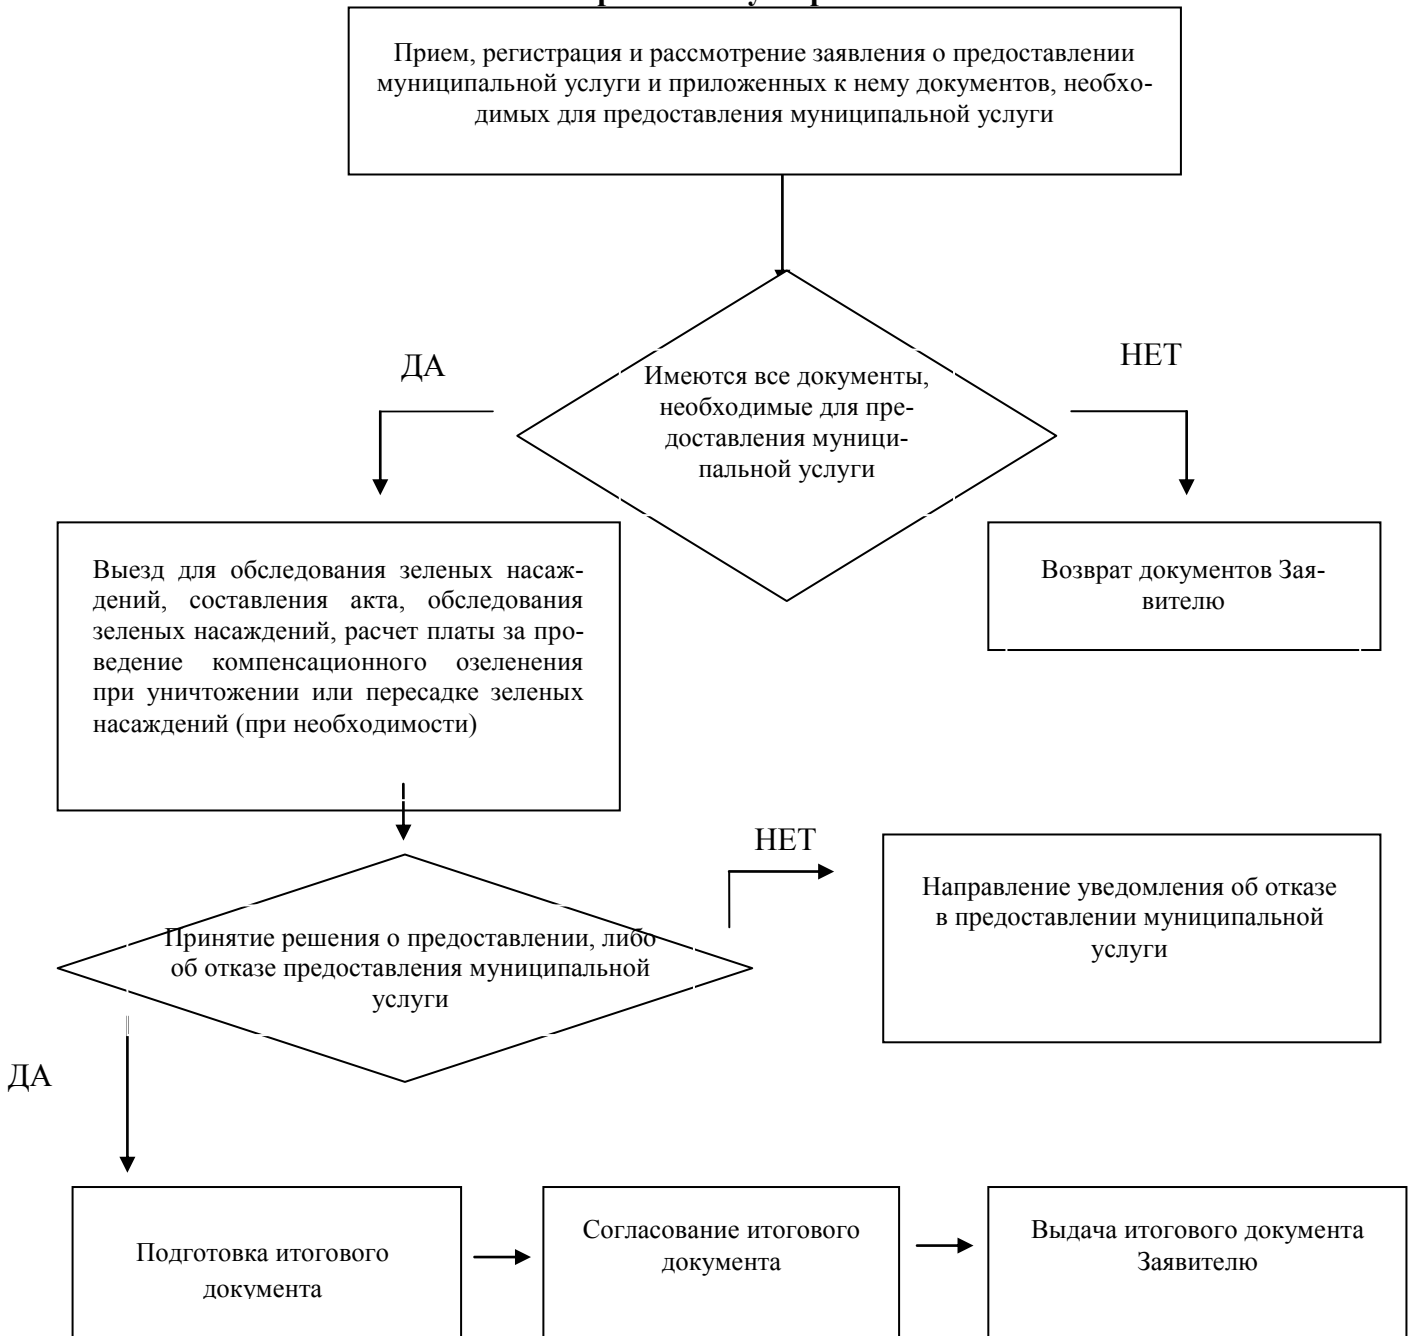 Прием, регистрация и рассмотрение заявления о предоставлении
муниципальной услуги и приложенных к нему документов, необхо-
димых для предоставления муниципальной услуги
ДА
НЕТ
Имеются все документы,
необходимые для пре-
доставления муници-
пальной услуги
Выезд для обследования зеленых насаж-
дений, составления акта, обследования
зеленых насаждений, расчет платы за про-
ведение компенсационного озеленения
при уничтожении или пересадке зеленых
насаждений (при необходимости)
Возврат документов Зая-
вителю
НЕТ
Направление уведомления об отказе
в предоставлении муниципальной
услуги
Принятие решения о предоставлении, либо
об отказе предоставления муниципальной
услуги
ДА
Подготовка итогового
документа
Согласование итогового
документа
Выдача итогового документа
Заявителю